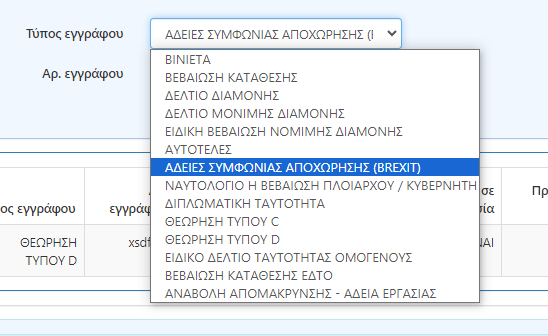 Τύπος εγγράφου
ΑΔΕΙΕΣ ΣΥΜΦΩΝΙΑΣ ΑΠΟΧΩΡΗΣΗΣ (
Αρ. εγγράφου
ΒΙΝΙΕΤΑ
ΒΕΒΑΙΩΣΗ ΚΑΤΑΘΕΣΗΣ
ΔΕΛΤΙΟ ΔΙΑΜΟΝΗΣ
ΔΕΛΤΙΟ ΜΟΝΙΜΗΣ ΔΙΑΜΟΝΗΣ
ΕΙΔΙΚΗ ΒΕΒΑΙΩΣΗ ΝΟΜΙΜΗΣ ΔΙΑΜΟΝΗΣ
ΑΥΤΟΤΕΛΕΣ
ΑΔΕΙΕΣ ΣΥΜΦΩΝΙΑΣ ΑΠΟΧΩΡΗΣΗΣ (BREXIT)
ΝΑΥΤΟΛΟΓΙΟ Η ΒΕΒΑΙΩΣΗ ΠΛΟΙΑΡΧΟΥ / ΚΥΒΕΡΝΗΤΗ
ΔΙΠΛΩΜΑΤΙΚΗ ΤΑΥΤΟΤΗΤΑ
ΘΕΩΡΗΣΗ ΤΥΠΟΥ C
ΘΕΩΡΗΣΗ ΤΥΠΟΥ D
ΕΙΔΙΚΟ ΔΕΛΤΙΟ ΤΑΥΤΟΤΗΤΑΣ ΟΜΟΓΕΝΟΥΣ
ΒΕΒΑΙΩΣΗ ΚΑΤΑΘΕΣΗΣ ΕΔΤΟ
ΑΝΑΒΟΛΗ ΑΠΟΜΑΚΡΥΝΣΗΣ - ΑΔΕΙΑ ΕΡΓΑΣΙΑΣ
ος εγγράφου
εγγράφ
σε
σία
Πρ
ΘΕΩΡΗΣΗ
ΤΥΠΟΥ D
xsdf
ΝΑΙ